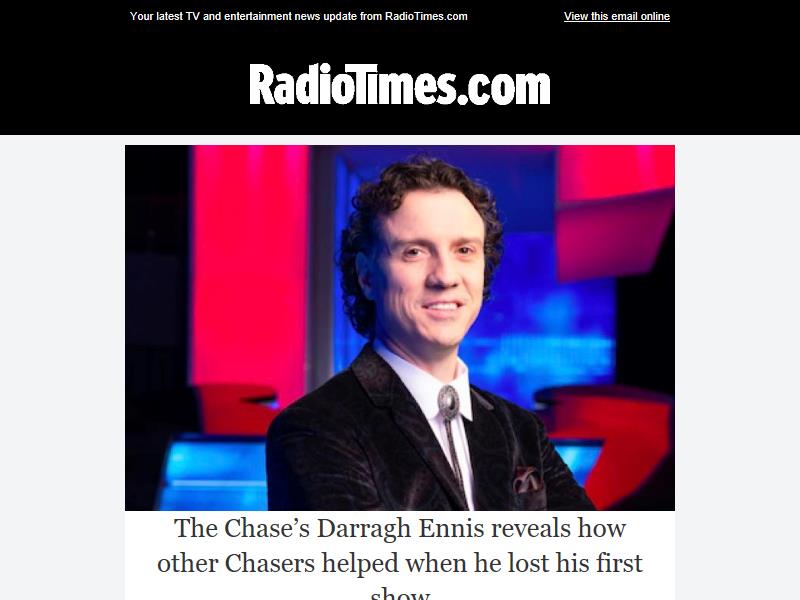 Your latest TV and entertainment news update from RadioTimes.com
View this email online
RadioTimes.com
The Chase’s Darragh Ennis reveals how
other Chasers helped when he lost his first
show